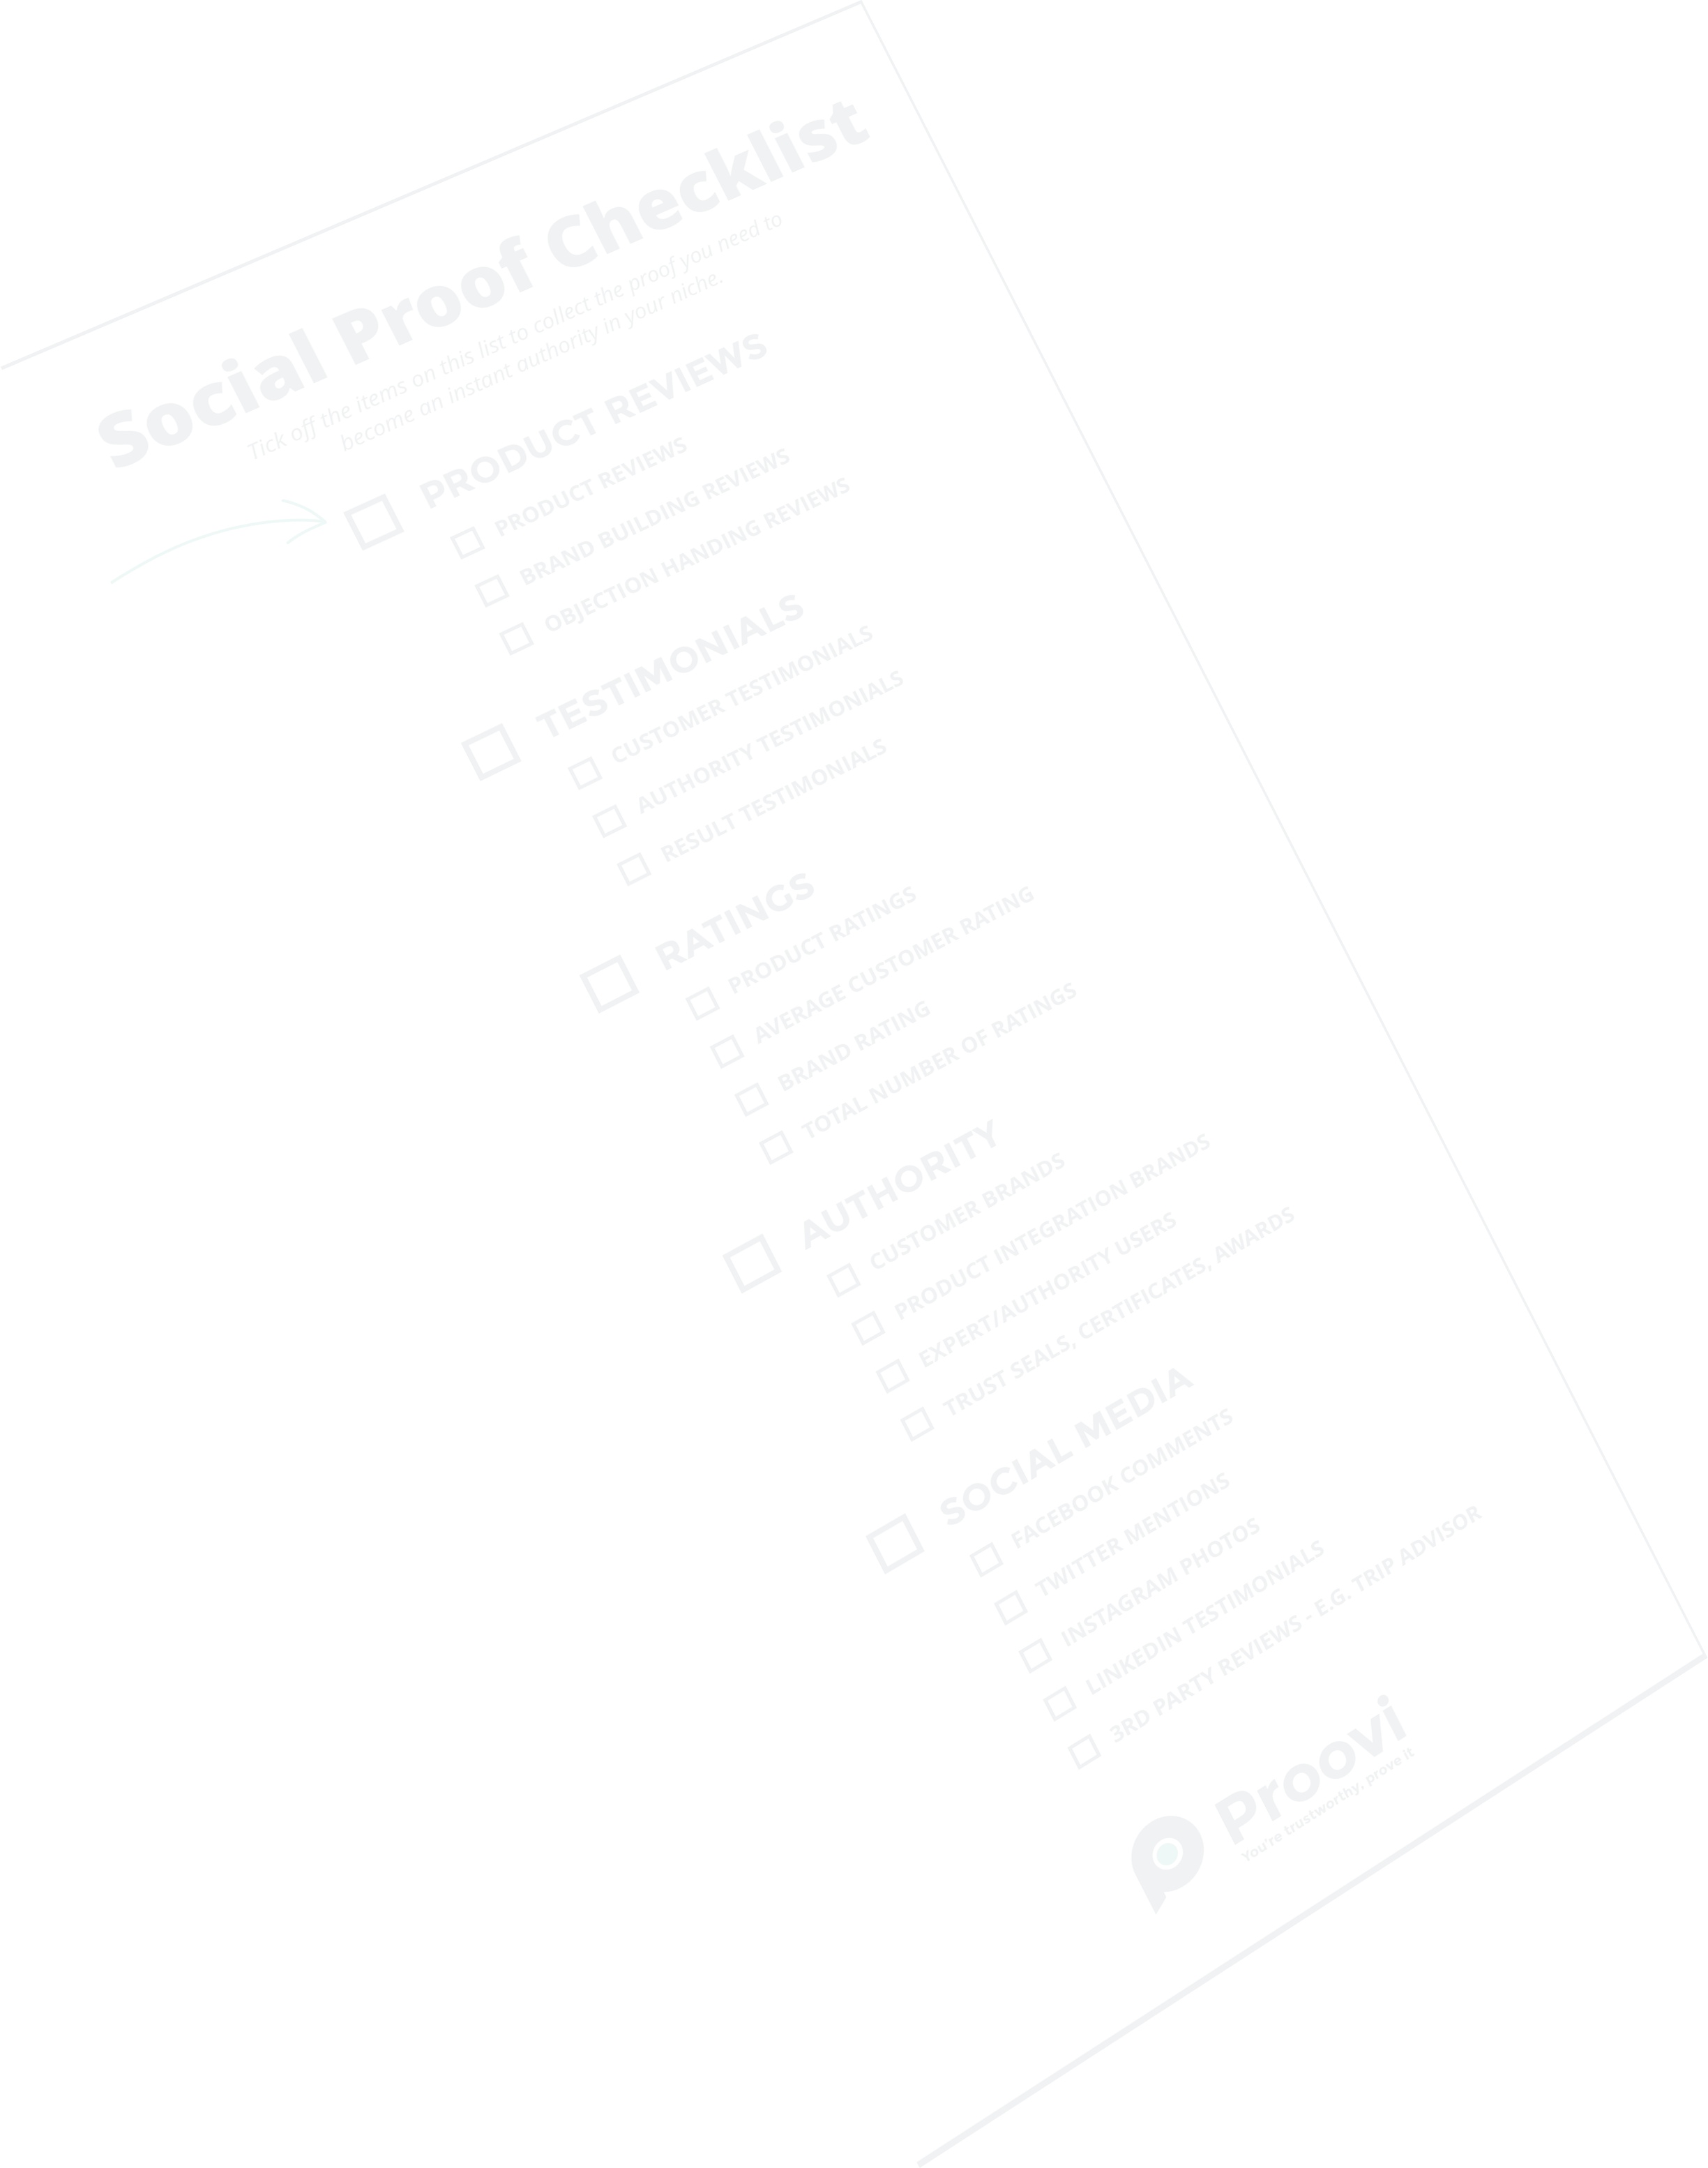 Social Proof Checklist
Tick off the items on this list to collect the proof you need to
become an instant authority in your niche.
PRODUCT REVIEWS
PRODUCT REVIEWS
BRAND BUILDING REVIEWS
OBJECTION HANDING REVIEWS
TESTIMONIALS
CUSTOMER TESTIMONIALS
AUTHORITY TESTIMONIALS
RESULT TESTIMONIALS
RATINGS
PRODUCT RATINGS
AVERAGE CUSTOMER RATING
BRAND RATING
TOTAL NUMBER OF RATINGS
AUTHORITY
CUSTOMER BRANDS
PRODUCT INTEGRATION BRANDS
EXPERT/AUTHORITY USERS
TRUST SEALS, CERTIFICATES, AWARDS
SOCIAL MEDIA
FACEBOOK COMMENTS
TWITTER MENTIONS
INSTAGRAM PHOTOS
LINKEDIN TESTIMONIALS
3RD PARTY REVIEWS - E.G. TRIP ADVISOR
Proovi
You're trustworthy, prove it